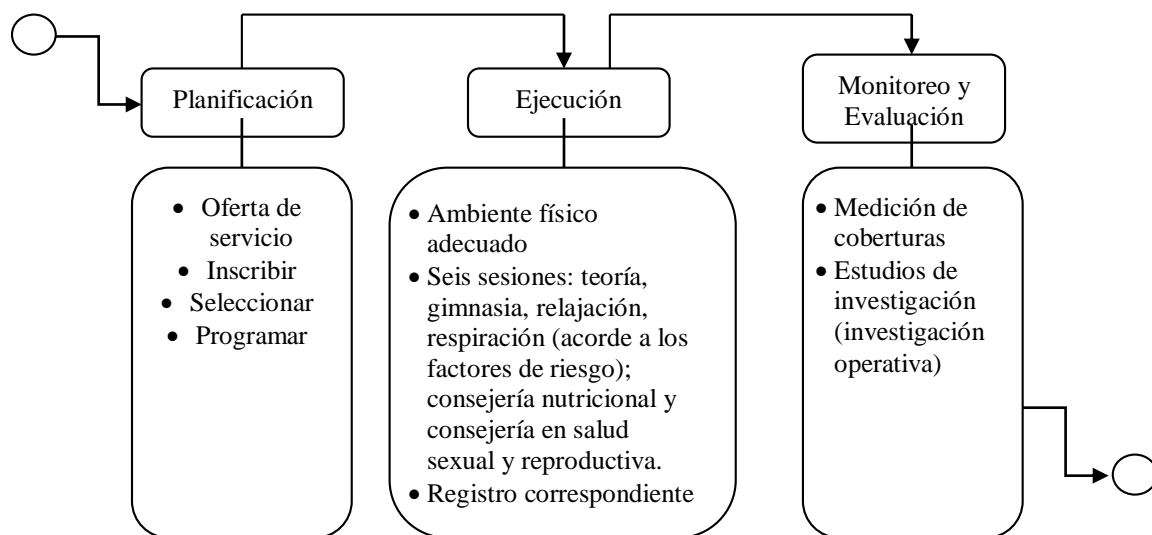 Planificación
Ejecución
Monitoreo y
Evaluación
• Oferta de
servicio
• Inscribir
• Seleccionar
• Programar
• Ambiente físico
adecuado
• Seis sesiones: teoría,
gimnasia, relajación,
respiración (acorde a los
factores de riesgo);
consejería nutricional y
consejería en salud
sexual y reproductiva.
• Registro correspondiente
• Medición de
coberturas
• Estudios de
investigación
(investigación
operativa)